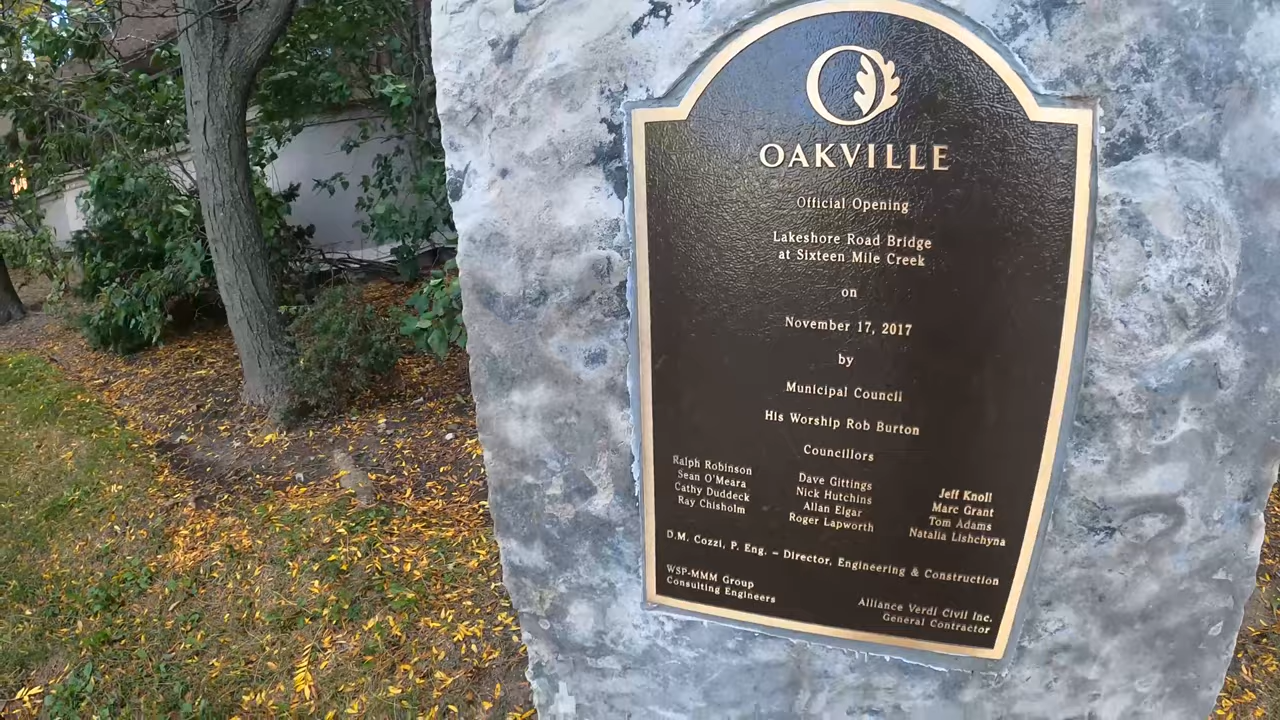 OAKVILLE
Official Opening
Lakeshore Road Bridge
at Sixteen Mile Creek
on
November 17, 2017
by
Municipal Council
His Worship Rob Burton
Councillors
Ralph Robinson
Sean O'Meara
Cathy Duddeck
Ray Chisholm
Dave Gittings
Nick Hutchins
Allan Elgar
Roger Lapworth
Jeff Knoll
Marc Grant
Tom Adams
Natalia Lishchyna
D.M. Cozzi, P. Eng. – Director, Engineering & Construction
WSP-MMM Group
Consulting Engineers
Alliance Verdi Civil Inc.
General Contractor